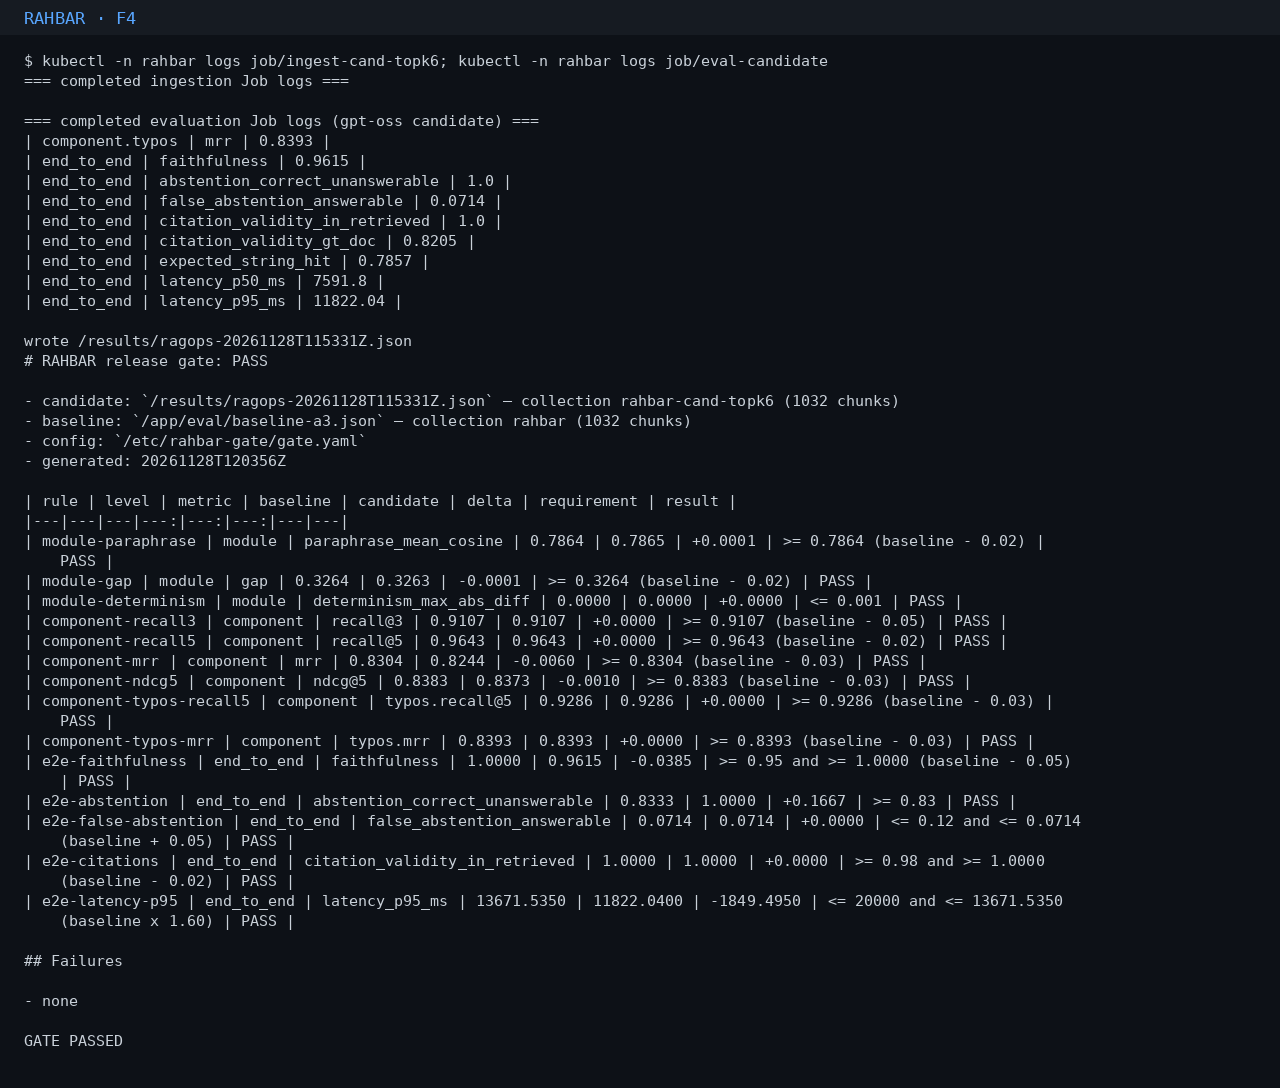 RAHBAR · F4
$ kubectl -n rahbar logs job/ingest-cand-topk6; kubectl -n rahbar logs job/eval-candidate
=== completed ingestion Job logs ===
=== completed evaluation Job logs (gpt-oss candidate) ===
| component.typos | mrr | 0.8393 |
| end_to_end | faithfulness | 0.9615 |
| end_to_end | abstention_correct_unanswerable | 1.0 |
| end_to_end | false_abstention_answerable | 0.0714 |
| end_to_end | citation_validity_in_retrieved | 1.0 |
| end_to_end | citation_validity_gt_doc | 0.8205 |
| end_to_end | expected_string_hit | 0.7857 |
| end_to_end | latency_p50_ms | 7591.8 |
| end_to_end | latency_p95_ms | 11822.04 |
wrote /results/ragops-20261128T115331Z.json
# RAHBAR release gate: PASS
- candidate: `/results/ragops-20261128T115331Z.json` — collection rahbar-cand-topk6 (1032 chunks)
- baseline: `/app/eval/baseline-a3.json` — collection rahbar (1032 chunks)
- config: `/etc/rahbar-gate/gate.yaml`
- generated: 20261128T120356Z
| rule | level | metric | baseline | candidate | delta | requirement | result |
|---|---|---|---:|---:|---:|---|---|
| module-paraphrase | module | paraphrase_mean_cosine | 0.7864 | 0.7865 | +0.0001 | >= 0.7864 (baseline - 0.02) |
PASS |
| module-gap | module | gap | 0.3264 | 0.3263 | -0.0001 | >= 0.3264 (baseline - 0.02) | PASS |
| module-determinism | module | determinism_max_abs_diff | 0.0000 | 0.0000 | +0.0000 | <= 0.001 | PASS |
| component-recall3 | component | recall@3 | 0.9107 | 0.9107 | +0.0000 | >= 0.9107 (baseline - 0.05) | PASS |
| component-recall5 | component | recall@5 | 0.9643 | 0.9643 | +0.0000 | >= 0.9643 (baseline - 0.02) | PASS |
| component-mrr | component | mrr | 0.8304 | 0.8244 | -0.0060 | >= 0.8304 (baseline - 0.03) | PASS |
| component-ndcg5 | component | ndcg@5 | 0.8383 | 0.8373 | -0.0010 | >= 0.8383 (baseline - 0.03) | PASS |
| component-typos-recall5 | component | typos.recall@5 | 0.9286 | 0.9286 | +0.0000 | >= 0.9286 (baseline - 0.03) |
PASS |
| component-typos-mrr | component | typos.mrr | 0.8393 | 0.8393 | +0.0000 | >= 0.8393 (baseline - 0.03) | PASS |
| e2e-faithfulness | end_to_end | faithfulness | 1.0000 | 0.9615 | -0.0385 | >= 0.95 and >= 1.0000 (baseline - 0.05)
| PASS |
| e2e-abstention | end_to_end | abstention_correct_unanswerable | 0.8333 | 1.0000 | +0.1667 | >= 0.83 | PASS |
| e2e-false-abstention | end_to_end | false_abstention_answerable | 0.0714 | 0.0714 | +0.0000 | <= 0.12 and <= 0.0714
(baseline + 0.05) | PASS |
| e2e-citations | end_to_end | citation_validity_in_retrieved | 1.0000 | 1.0000 | +0.0000 | >= 0.98 and >= 1.0000
(baseline - 0.02) | PASS |
| e2e-latency-p95 | end_to_end | latency_p95_ms | 13671.5350 | 11822.0400 | -1849.4950 | <= 20000 and <= 13671.5350
(baseline x 1.60) | PASS |
## Failures
- none
GATE PASSED